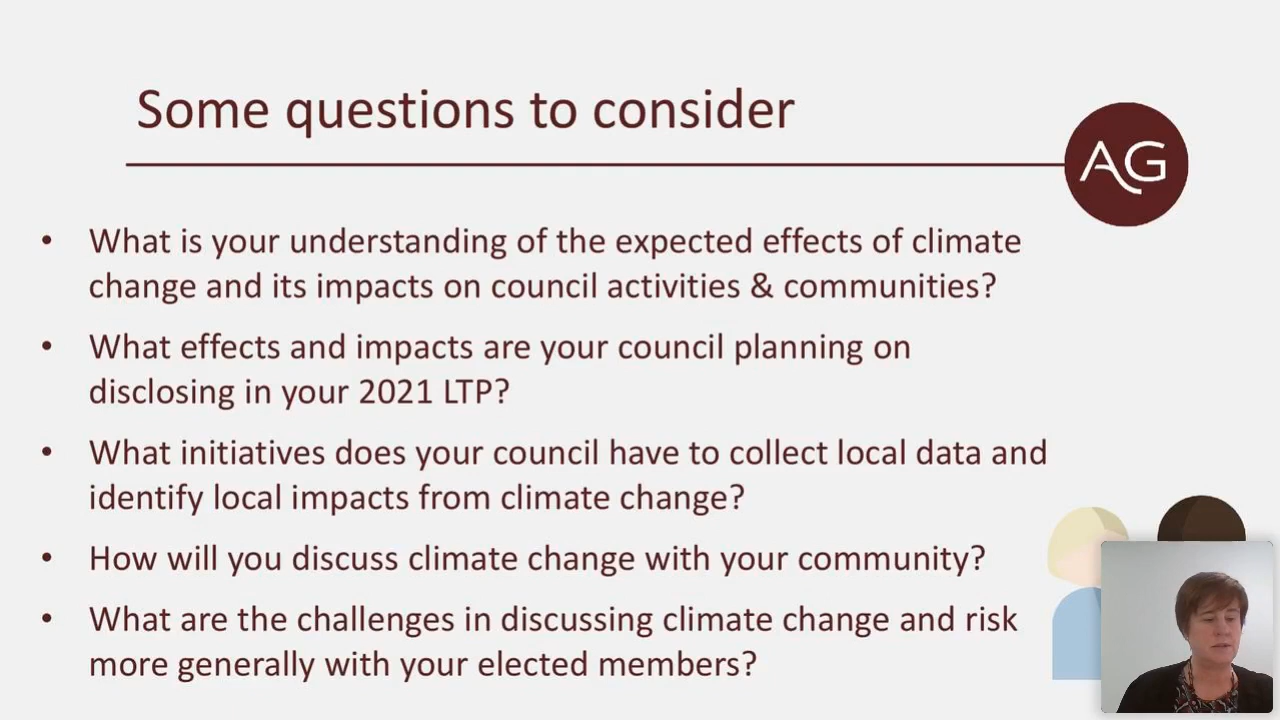 Some questions to consider
AG
• What is your understanding of the expected effects of climate
change and its impacts on council activities & communities?
• What effects and impacts are your council planning on
disclosing in your 2021 LTP?
• What initiatives does your council have to collect local data and
identify local impacts from climate change?
• How will you discuss climate change with your community?
• What are the challenges in discussing climate change and risk
more generally with your elected members?